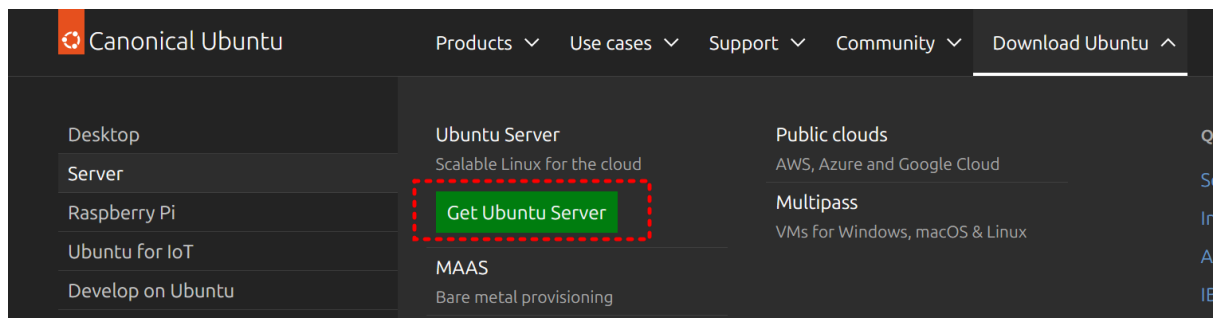 Canonical Ubuntu
Products
Use cases
Support
Community
Download Ubuntu
Desktop
Server
Raspberry Pi
Ubuntu for IoT
Develop on Ubuntu
Ubuntu Server
Scalable Linux for the cloud
Get Ubuntu Server
MAAS
Bare metal provisioning
Public clouds
AWS, Azure and Google Cloud
Multipass
VMs for Windows, macOS & Linux